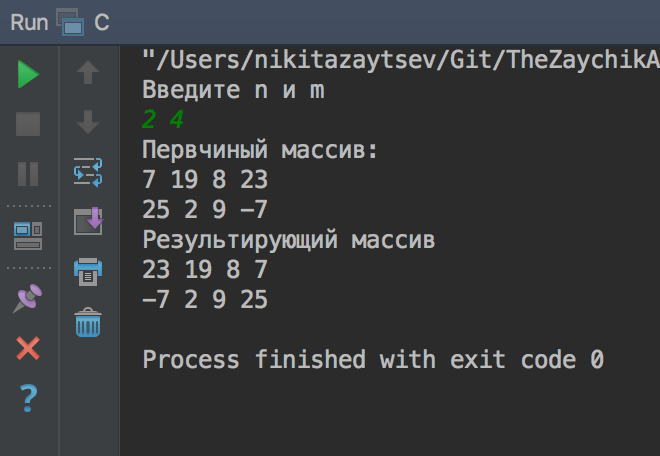 Run C
"/Users/nikitazaytsev/Git/TheZaychikA
Введите n и m
2 4
Первчиный массив:
7 19 8 23
25 2 9 -7
Результирующий массив
23 19 8 7
-7 2 9 25
Process finished with exit code 0
?